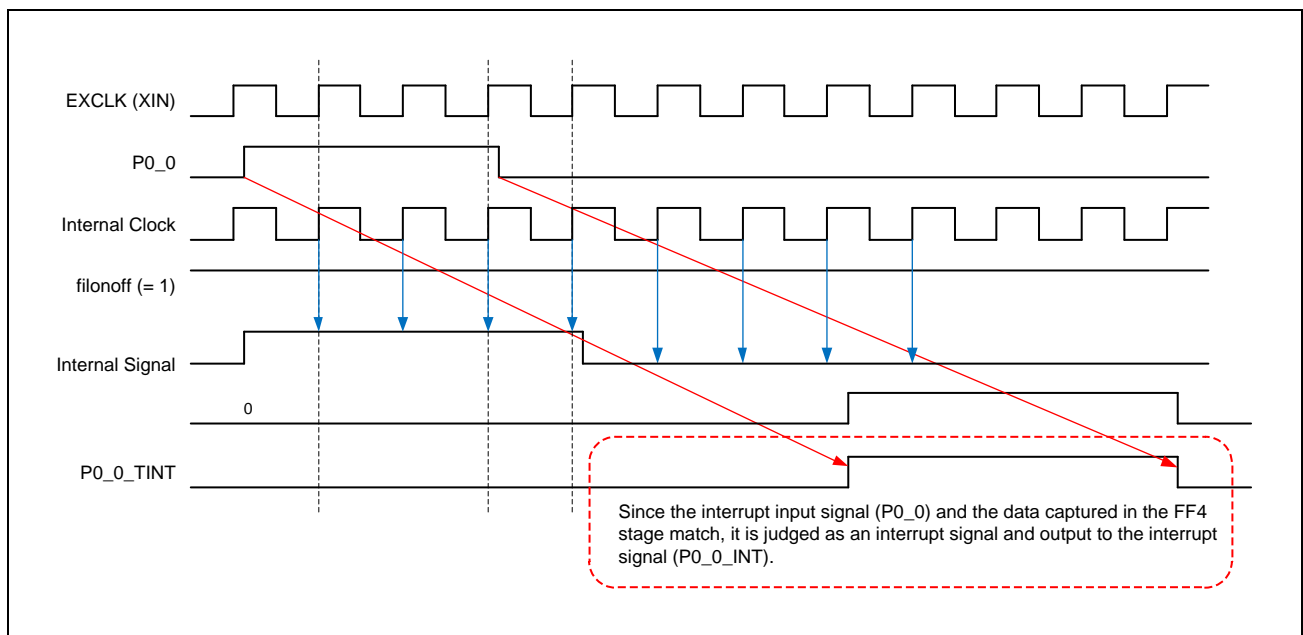 EXCLK (XIN)
P0_0
Internal Clock
filonoff (= 1)
Internal Signal
0
P0_0_TINT
Since the interrupt input signal (P0_0) and the data captured in the FF4
stage match, it is judged as an interrupt signal and output to the interrupt
signal (P0_0_INT).